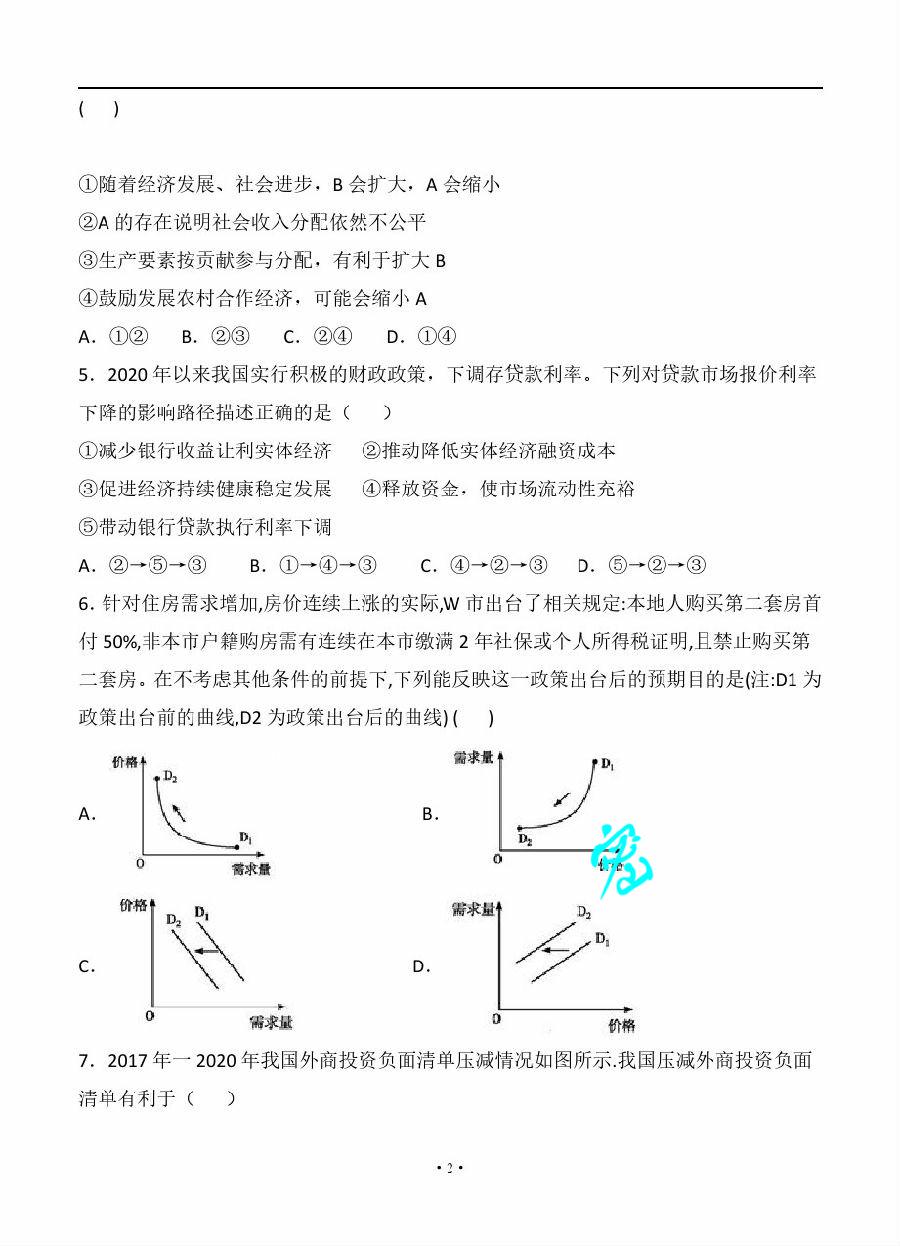 (      )
①随着经济发展、社会进步，B 会扩大，A 会缩小
②A 的存在说明社会收入分配依然不公平
③生产要素按贡献参与分配，有利于扩大 B
④鼓励发展农村合作经济，可能会缩小 A
A．①②      B．②③      C．②④      D．①④
5．2020 年以来我国实行积极的财政政策，下调存贷款利率。下列对贷款市场报价利率
下降的影响路径描述正确的是（      ）
①减少银行收益让利实体经济      ②推动降低实体经济融资成本
③促进经济持续健康稳定发展      ④释放资金，使市场流动性充裕
⑤带动银行贷款执行利率下调
A．②→⑤→③      B．①→④→③      C．④→②→③      D．⑤→②→③
6．针对住房需求增加,房价连续上涨的实际,W 市出台了相关规定:本地人购买第二套房首
付 50%,非本市户籍购房需有连续在本市缴满 2 年社保或个人所得税证明,且禁止购买第
二套房。在不考虑其他条件的前提下,下列能反映这一政策出台后的预期目的是(注:D1 为
政策出台前的曲线,D2 为政策出台后的曲线) (      )
A.
价格
D₂
D₁
O
需求量
B.
需求量
D₁
D₂
O
C.
价格
D₂ D₁
O
需求量
D.
需求量
D₂
D₁
O
价格
7．2017 年一 2020 年我国外商投资负面清单压减情况如图所示.我国压减外商投资负面
清单有利于（      ）
· 2 ·